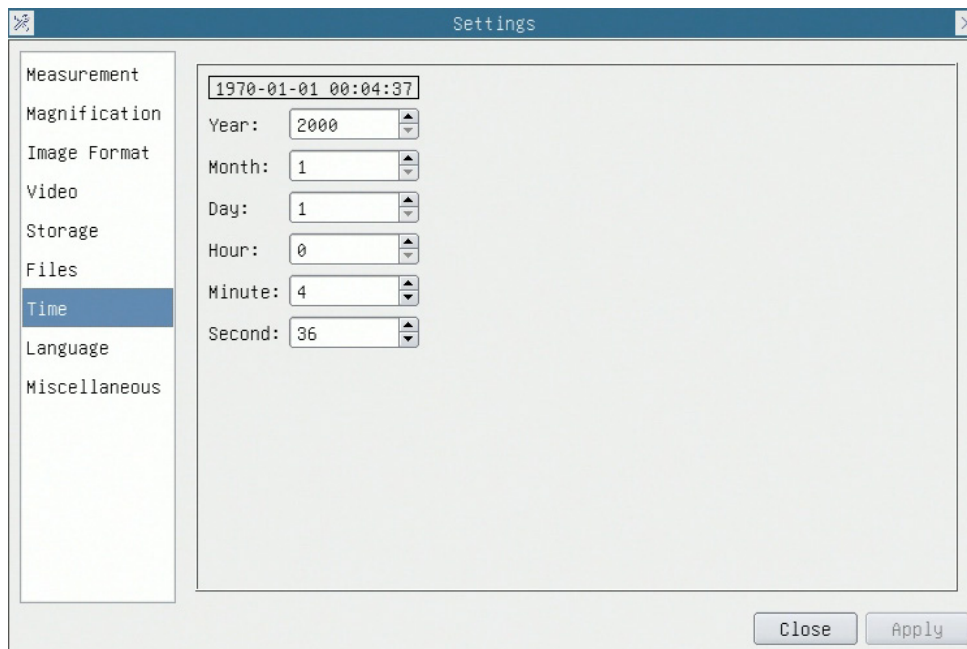 Settings
Measurement
Magnification
Image Format
Video
Storage
Files
Time
Language
Miscellaneous
1970-01-01 00:04:37
Year: 2000
Month: 1
Day: 1
Hour: 0
Minute: 4
Second: 36
Close
Apply